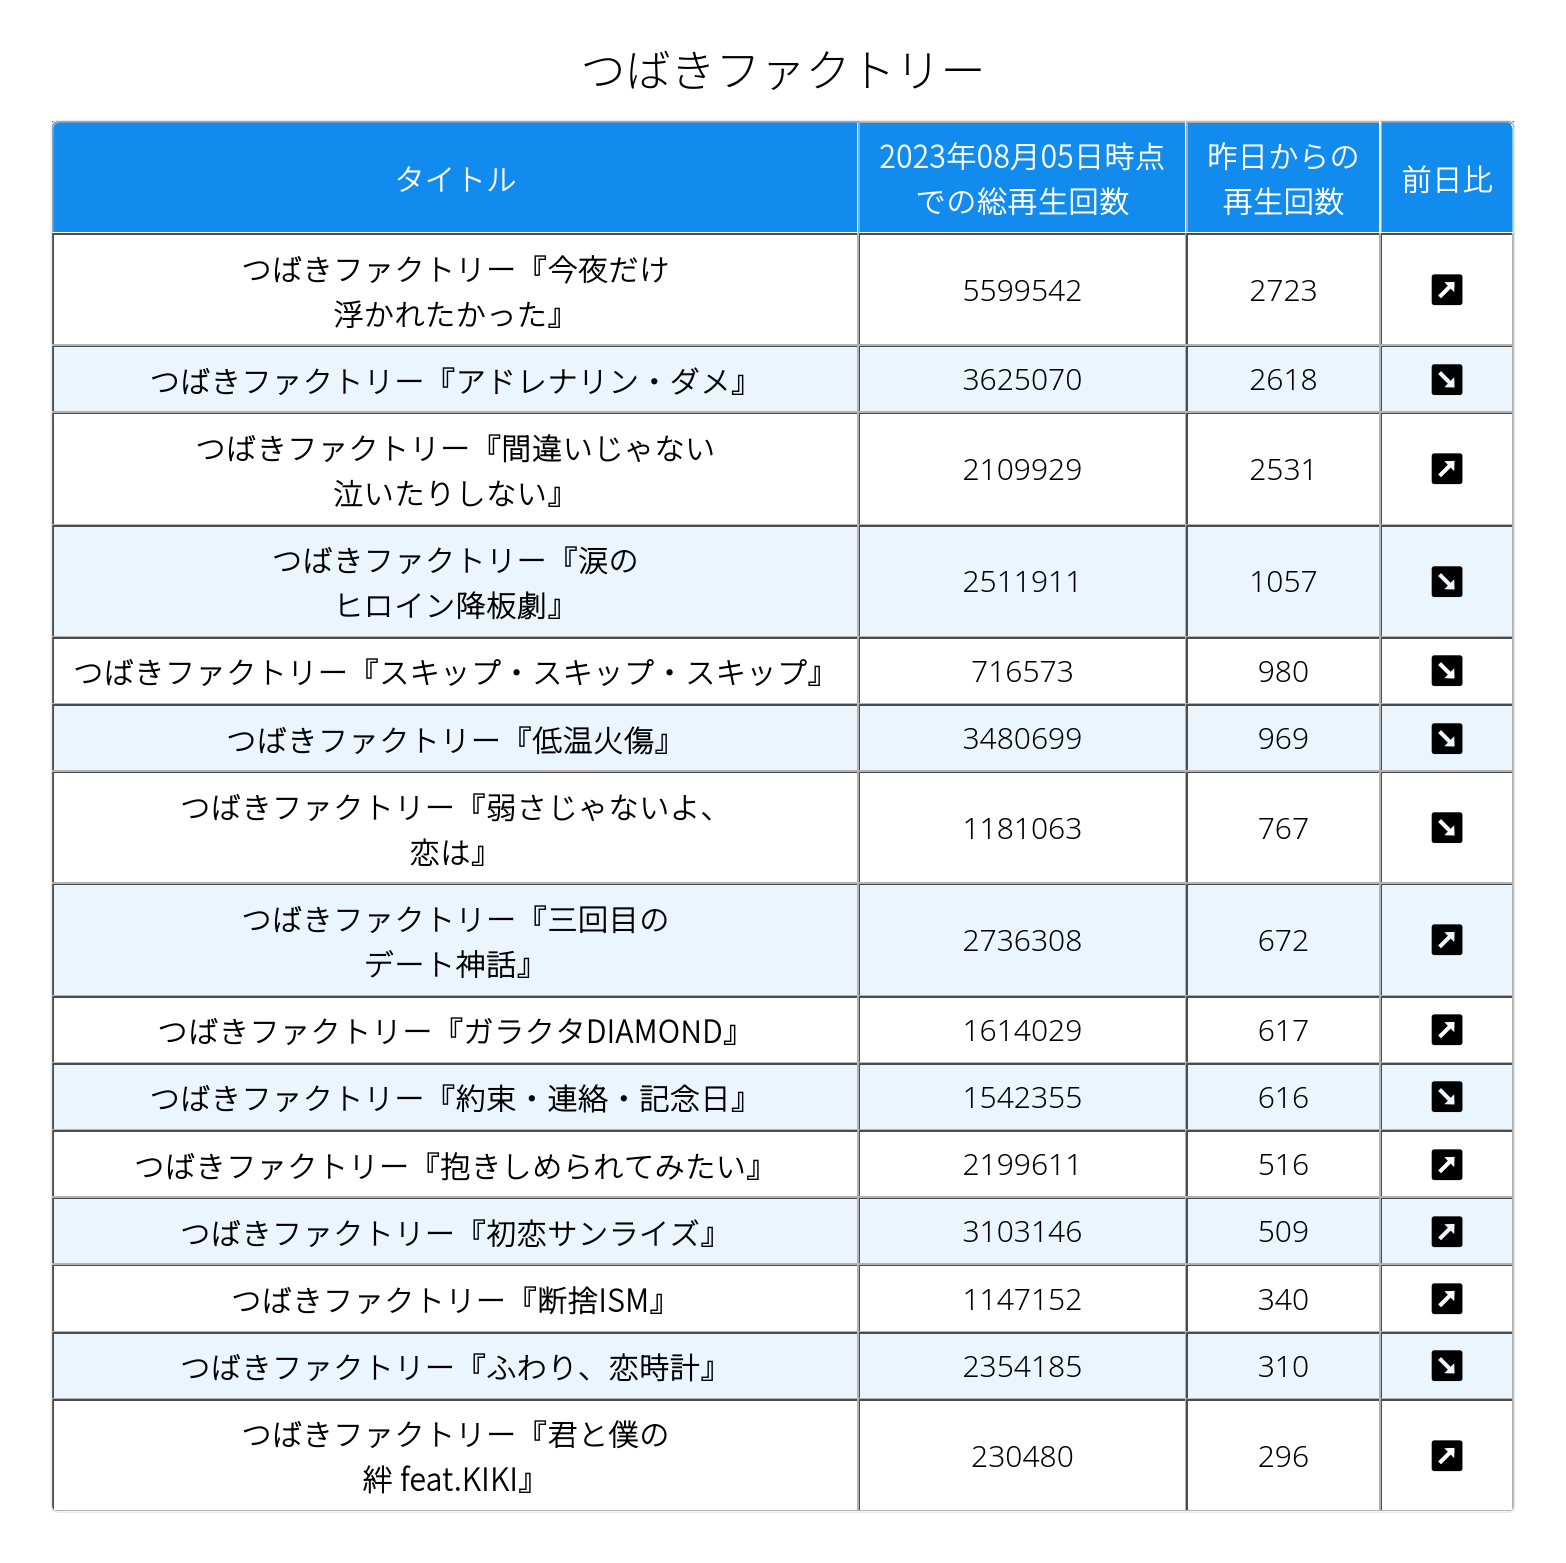 つばきファクトリー
タイトル
2023年08月05日時点
での総再生回数
昨日からの
再生回数
前日比
つばきファクトリー『今夜だけ
浮かれたかった』
5599542
2723
つばきファクトリー『アドレナリン・ダメ』
3625070
2618
つばきファクトリー『間違いじゃない
泣いたりしない』
2109929
2531
つばきファクトリー『涙の
ヒロイン降板劇』
2511911
1057
つばきファクトリー『スキップ・スキップ・スキップ』
716573
980
つばきファクトリー『低温火傷』
3480699
969
つばきファクトリー『弱さじゃないよ、
恋は』
1181063
767
つばきファクトリー『三回目の
デート神話』
2736308
672
つばきファクトリー『ガラクタDIAMOND』
1614029
617
つばきファクトリー『約束・連絡・記念日』
1542355
616
つばきファクトリー『抱きしめられてみたい』
2199611
516
つばきファクトリー『初恋サンライズ』
3103146
509
つばきファクトリー『断捨ISM』
1147152
340
つばきファクトリー『ふわり、恋時計』
2354185
310
つばきファクトリー『君と僕の
絆 feat.KIKI』
230480
296